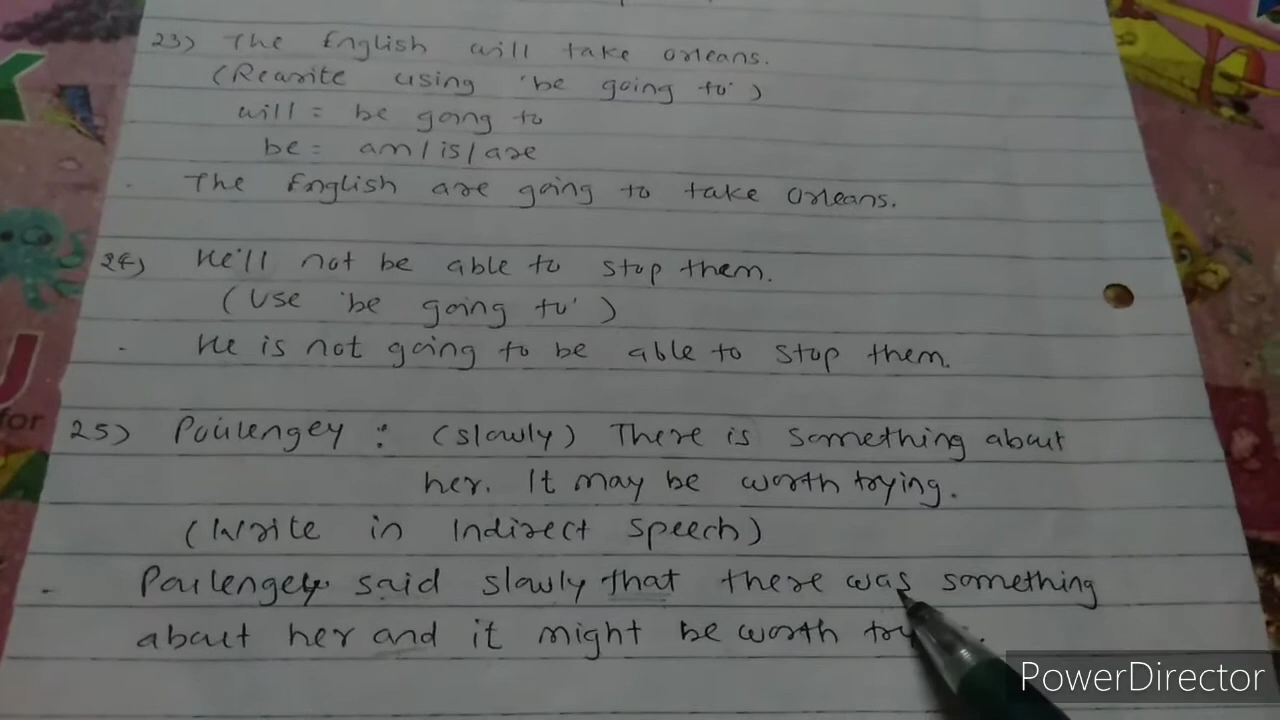 23) The English will take orleans.
(Rewrite using 'be going to')
will = be going to
be = am / is / are
. The English are going to take Orleans.
24) He'll not be able to stop them.
(Use 'be going to')
- He is not going to be able to stop them.
for
25) Poulengey : (slowly) There is something about
her. It may be worth trying.
(Write in Indirect Speech)
- Poulengey said slowly that there was something
about her and it might be worth
PowerDirector